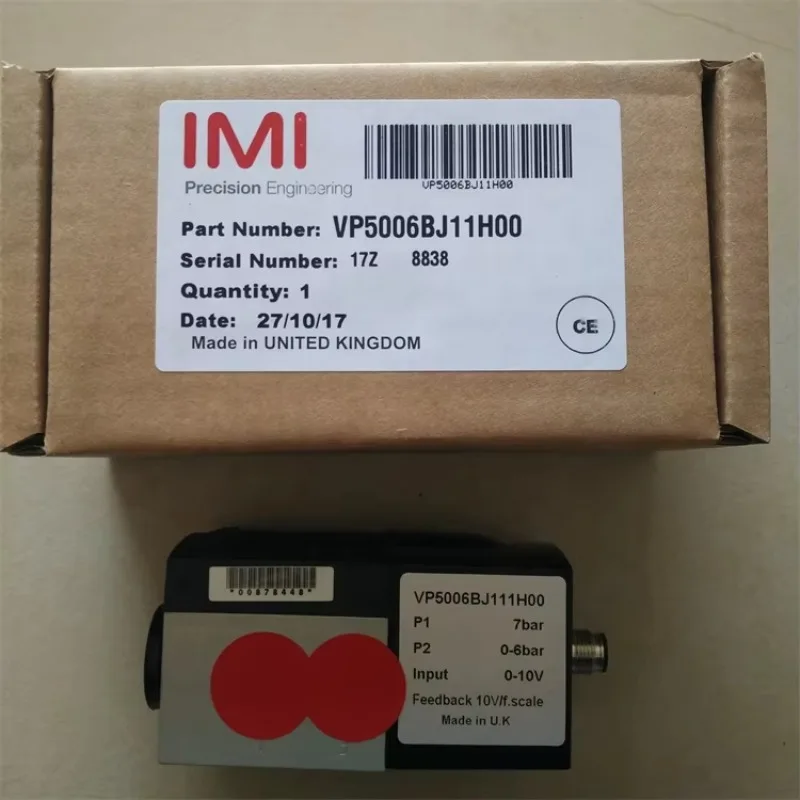 IMI
Precision Engineering
VP5006BJ11H00
Part Number: VP5006BJ11H00
Serial Number: 17Z 8838
Quantity: 1
Date: 27/10/17
Made in UNITED KINGDOM
CE
*00878448*
VP5006BJ111H00
P1 7bar
P2 0-6bar
Input 0-10V
Feedback 10V/f.scale
Made in U.K